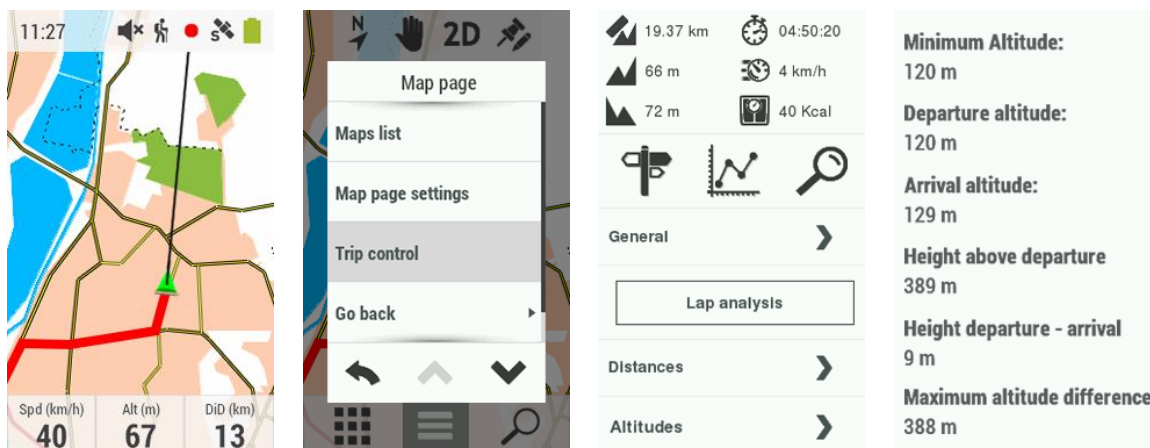 11:27
S
Spd (km/h)
Alt (m)
DiD (km)
40
67
13
N
2D
Map page
Maps list
Map page settings
Trip control
Go back
19.37 km
04:50:20
66 m
4 km/h
72 m
40 Kcal
General
Lap analysis
Distances
Altitudes
Minimum Altitude:
120 m
Departure altitude:
120 m
Arrival altitude:
129 m
Height above departure
389 m
Height departure - arrival
9 m
Maximum altitude difference
388 m